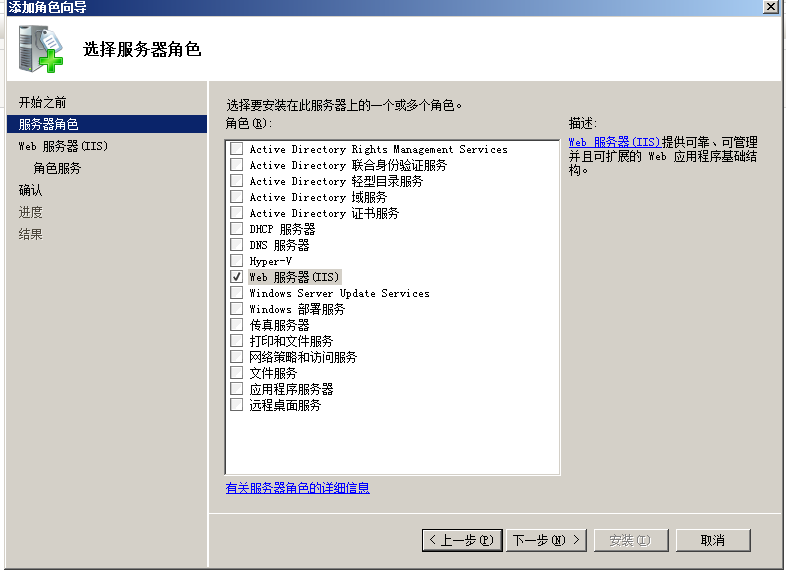 添加角色向导
选择服务器角色
开始之前
服务器角色
Web 服务器(IIS)
角色服务
确认
进度
结果
选择要安装在此服务器上的一个或多个角色。
角色(R):
Active Directory Rights Management Services
Active Directory 联合身份验证服务
Active Directory 轻型目录服务
Active Directory 域服务
Active Directory 证书服务
DHCP 服务器
DNS 服务器
Hyper-V
Web 服务器(IIS)
Windows Server Update Services
Windows 部署服务
传真服务器
打印和文件服务
网络策略和访问服务
文件服务
应用程序服务器
远程桌面服务
有关服务器角色的详细信息
描述:
Web 服务器(IIS)提供可靠、可管理
并且可扩展的 Web 应用程序基础结
构。
< 上一步(P)
下一步(N) >
安装(I)
取消